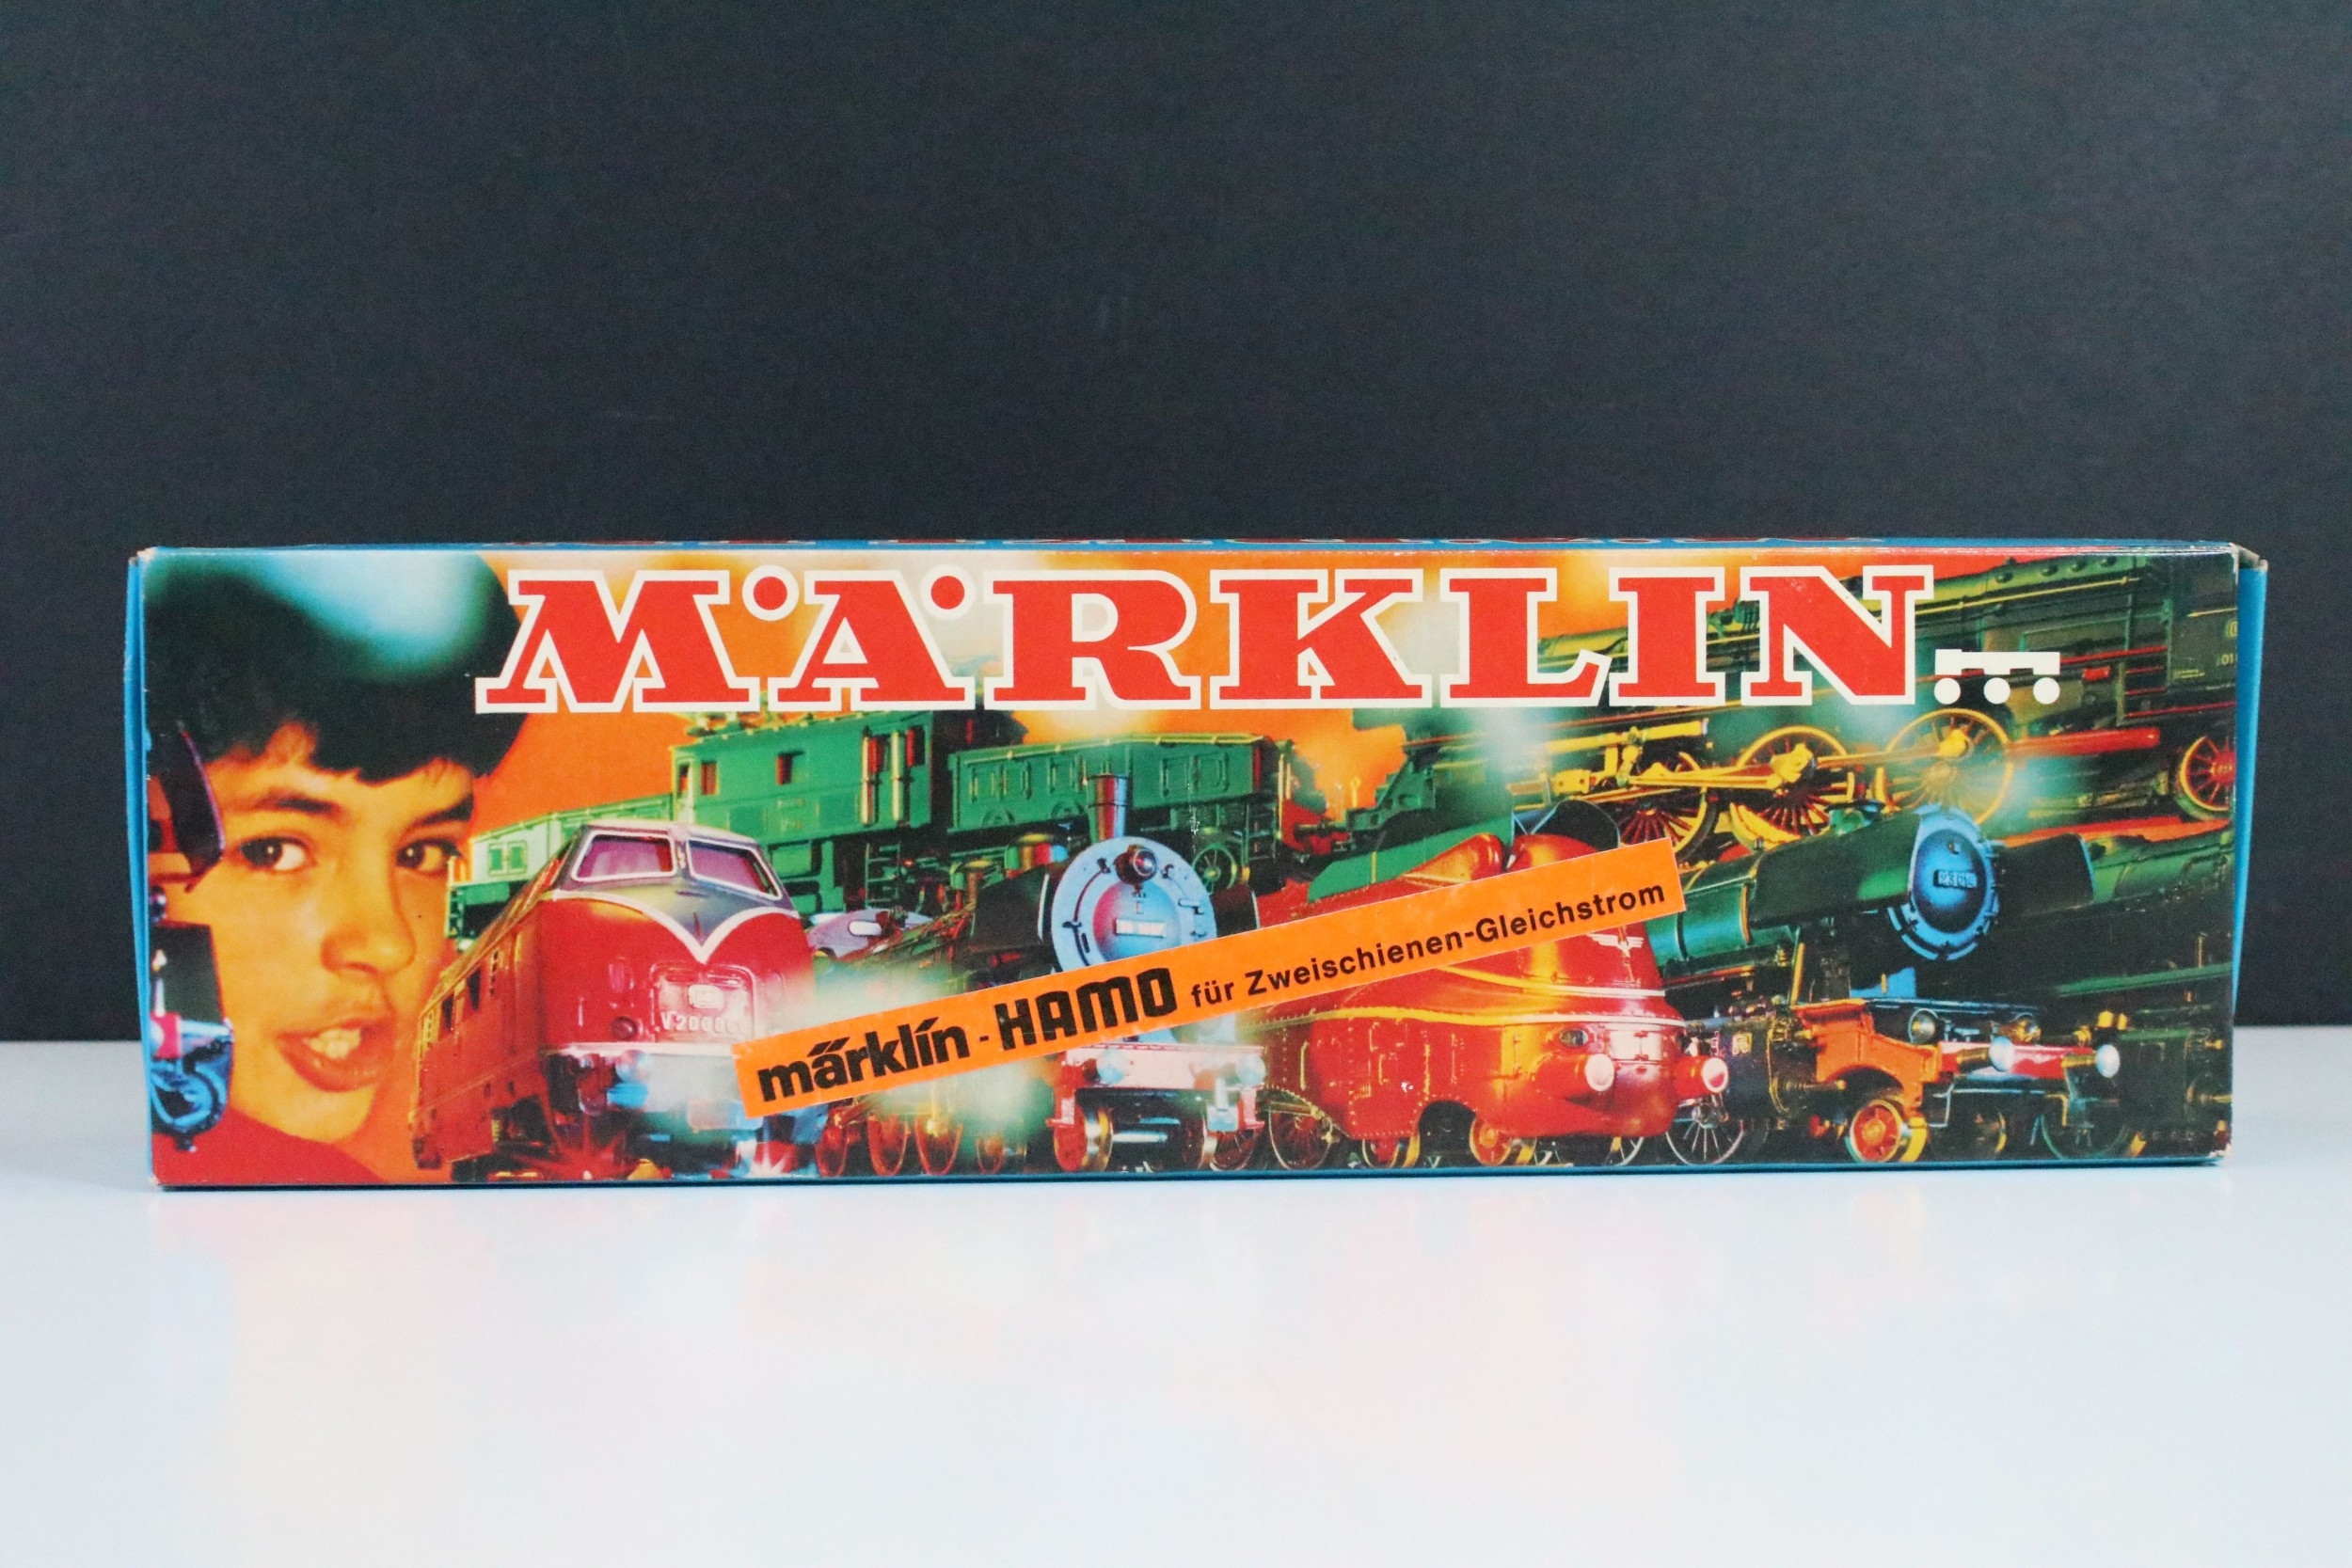 MÄRKLIN
märklin - HAMO für Zweischienen-Gleichstrom